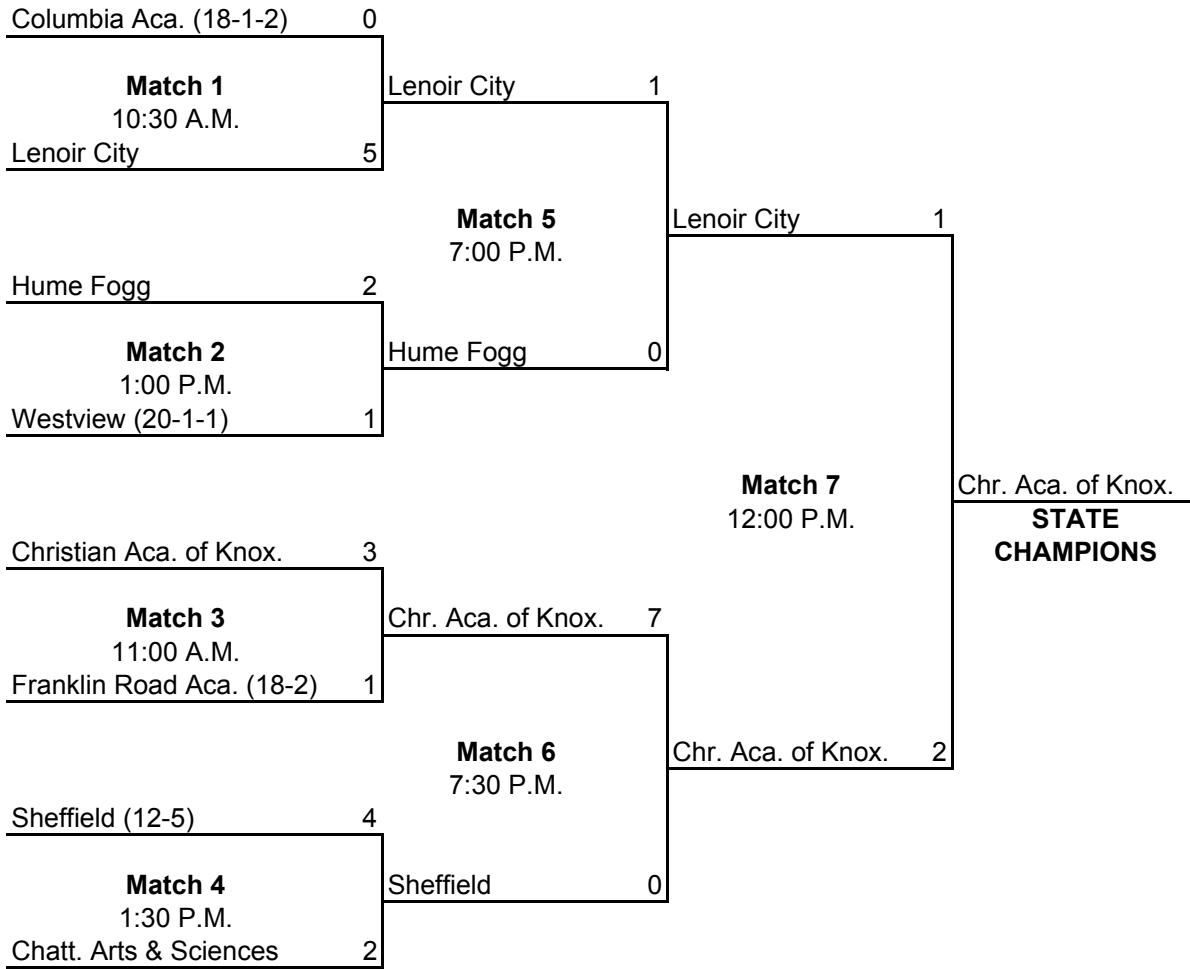 Columbia Aca. (18-1-2) 0
Match 1
10:30 A.M.
Lenoir City 5
Lenoir City 1
Match 5
7:00 P.M.
Hume Fogg 2
Match 2
1:00 P.M.
Westview (20-1-1) 1
Hume Fogg 0
Lenoir City 1
Match 7
12:00 P.M.
Chr. Aca. of Knox.
STATE
CHAMPIONS
Christian Aca. of Knox. 3
Match 3
11:00 A.M.
Franklin Road Aca. (18-2) 1
Chr. Aca. of Knox. 7
Match 6
7:30 P.M.
Chr. Aca. of Knox. 2
Sheffield (12-5) 4
Match 4
1:30 P.M.
Chatt. Arts & Sciences 2
Sheffield 0